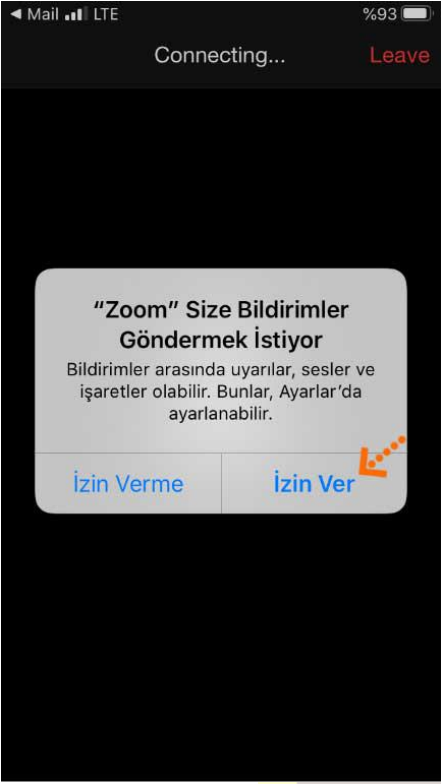 ◀ Mail LTE %93
Connecting... Leave
“Zoom” Size Bildirimler
Göndermek İstiyor
Bildirimler arasında uyarılar, sesler ve
işaretler olabilir. Bunlar, Ayarlar’da
ayarlanabilir.
İzin Verme İzin Ver